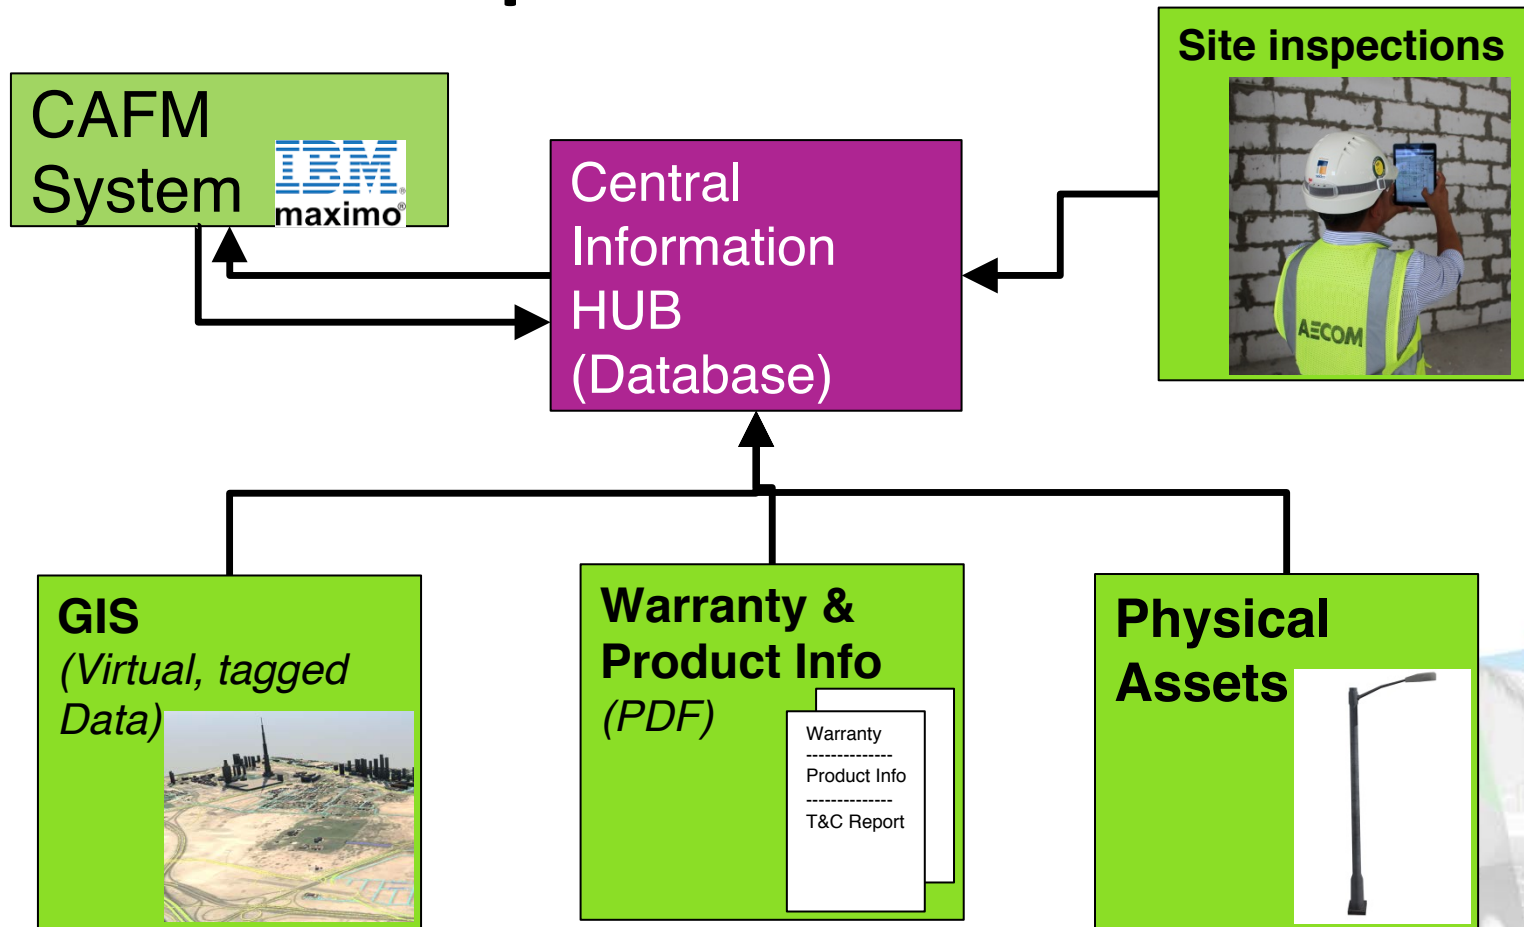 Site inspections
CAFM
System
IBM®
maximo®
Central
Information
HUB
(Database)
AECOM
GIS
(Virtual, tagged
Data)
Warranty &
Product Info
(PDF)
Warranty
--------------
Product Info
--------------
T&C Report
Physical
Assets